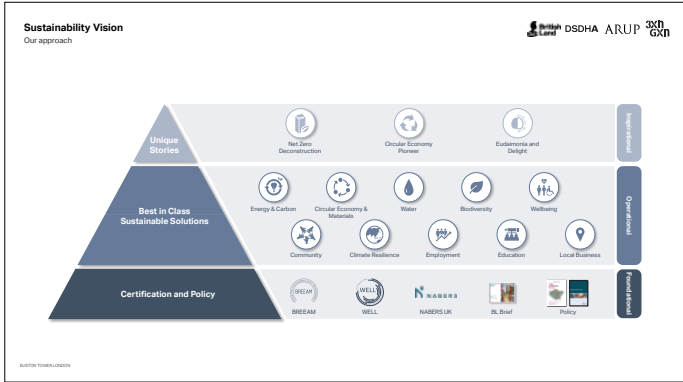 Sustainability Vision
Our approach
British Land
DSDHA
ARUP
3XN
GXN
Unique
Stories
Net Zero
Deconstruction
Circular Economy
Pioneer
Eudaimonia and
Delight
Inspirational
Best in Class
Sustainable Solutions
Energy & Carbon
Circular Economy &
Materials
Water
Biodiversity
Wellbeing
Community
Climate Resilience
Employment
Education
Local Business
Operational
Certification and Policy
BREEAM
WELL
NABERS
BREEAM
WELL
NABERS UK
BL Brief
Policy
Foundational
EUSTON TOWER LONDON